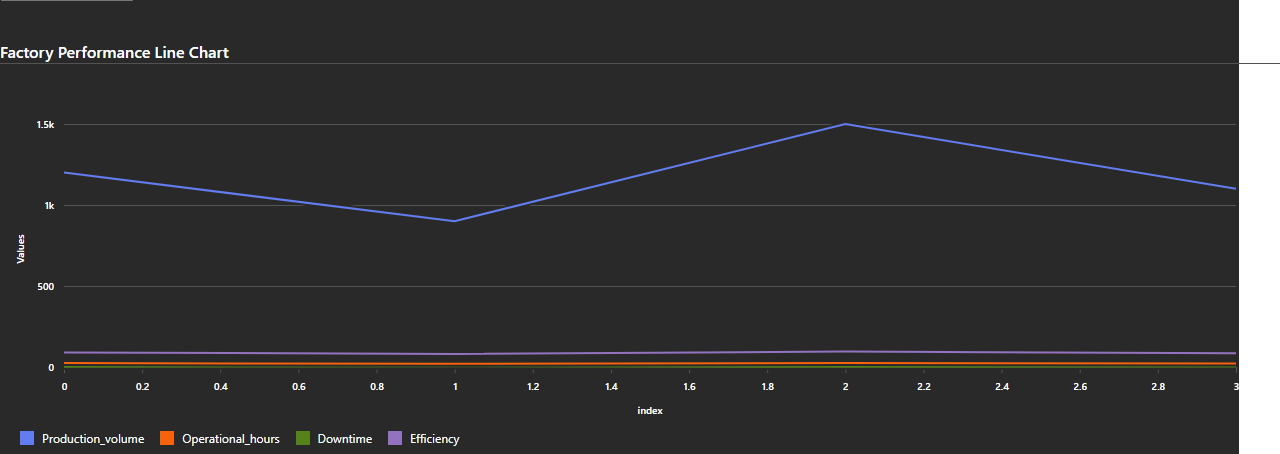 Factory Performance Line Chart
1.5k
1k
500
0
Values
0 0.2 0.4 0.6 0.8 1 1.2 1.4 1.6 1.8 2 2.2 2.4 2.6 2.8 3
index
Production_volume Operational_hours Downtime Efficiency